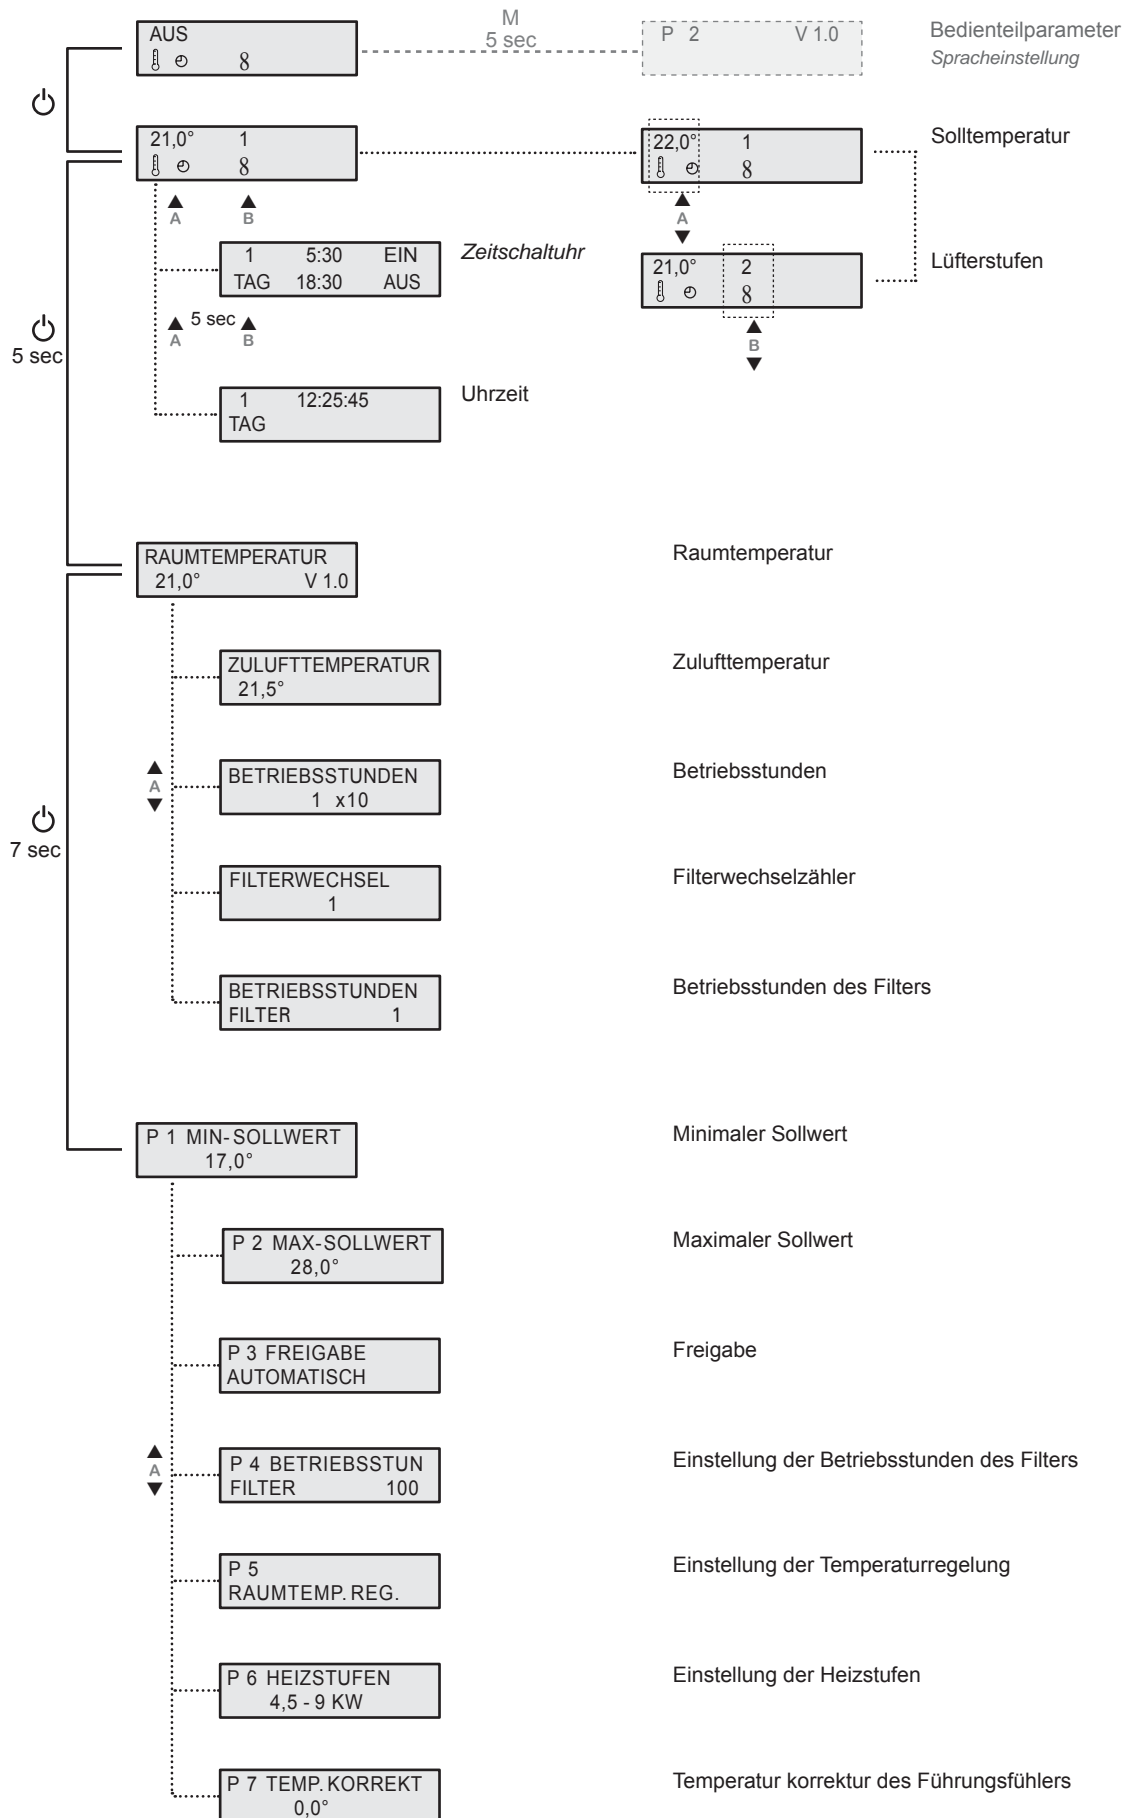 AUS
8
M
5 sec
P 2 V 1.0
Bedienteilparameter
Spracheinstellung
21,0° 1
8
22,0° 1
8
Solltemperatur
A B
A
1 5:30 EIN
TAG 18:30 AUS
Zeitschaltuhr
21,0° 2
8
Lüfterstufen
5 sec
A 5 sec B
B
1 12:25:45
TAG
Uhrzeit
RAUMTEMPERATUR
21,0° V 1.0
Raumtemperatur
ZULUFTTEMPERATUR
21,5°
Zulufttemperatur
A
BETRIEBSSTUNDEN
1 x10
Betriebsstunden
7 sec
FILTERWECHSEL
1
Filterwechselzähler
BETRIEBSSTUNDEN
FILTER 1
Betriebsstunden des Filters
P 1 MIN-SOLLWERT
17,0°
Minimaler Sollwert
P 2 MAX-SOLLWERT
28,0°
Maximaler Sollwert
P 3 FREIGABE
AUTOMATISCH
Freigabe
A
P 4 BETRIEBSSTUN
FILTER 100
Einstellung der Betriebsstunden des Filters
P 5
RAUMTEMP. REG.
Einstellung der Temperaturregelung
P 6 HEIZSTUFEN
4,5 - 9 KW
Einstellung der Heizstufen
P 7 TEMP. KORREKT
0,0°
Temperatur korrektur des Führungsfühlers